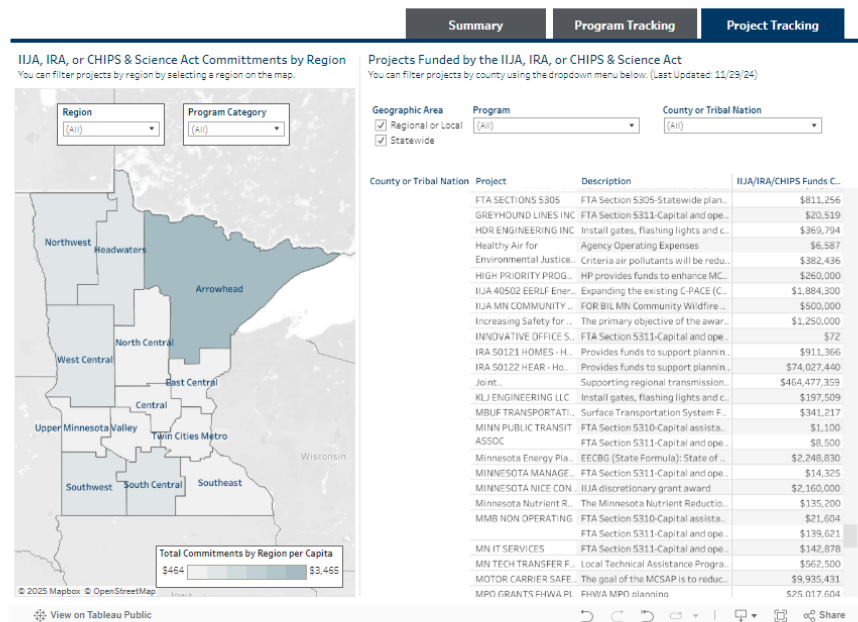 Summary
Program Tracking
Project Tracking
IIJA, IRA, or CHIPS & Science Act Committments by Region
You can filter projects by region by selecting a region on the map.
Projects Funded by the IIJA, IRA, or CHIPS & Science Act
You can filter projects by county using the dropdown menu below. (Last Updated: 11/29/24)
Region
(All)
Program Category
(All)
Geographic Area
Regional or Local
Statewide
Program
(All)
County or Tribal Nation
(All)
Northwest
Headwaters
Arrowhead
North Central
West Central
East Central
Central
Upper Minnesota Valley
Twin Cities Metro
Wisconsin
Southwest
South Central
Southeast
Iowa
Total Commitments by Region per Capita
$464 $3,465
© 2025 Mapbox © OpenStreetMap
County or Tribal Nation Project Description IIJA/IRA/CHIPS Funds C...
FTA SECTIONS 5305 FTA Section 5305-Statewide plan.. $811,256
GREYHOUND LINES INC FTA Section 5311-Capital and ope.. $20,519
HDR ENGINEERING INC Install gates, flashing lights and c.. $369,794
Healthy Air for Agency Operating Expenses $6,587
Environmental Justice.. Criteria air pollutants will be redu.. $382,436
HIGH PRIORITY PROG.. HP provides funds to enhance MC.. $260,000
IIJA 40502 EERLF Ener.. Expanding the existing C-PACE (C.. $1,884,300
IIJA MN COMMUNITY .. FOR BIL MN Community Wildfire .. $500,000
Increasing Safety for .. The primary objective of the awar.. $1,250,000
INNOVATIVE OFFICE S.. FTA Section 5311-Capital and ope.. $72
IRA 50121 HOMES - H.. Provides funds to support plannin.. $911,366
IRA 50122 HEAR - Ho.. Provides funds to support plannin.. $74,027,440
Joint.. Supporting regional transmission.. $464,477,359
KLJ ENGINEERING LLC Install gates, flashing lights and c.. $197,509
MBUF TRANSPORTATI.. Surface Transportation System F.. $341,217
MINN PUBLIC TRANSIT FTA Section 5310-Capital assista.. $1,100
ASSOC FTA Section 5311-Capital and ope.. $8,500
Minnesota Energy Pla.. EECBG (State Formula): State of .. $2,248,830
MINNESOTA MANAGE.. FTA Section 5311-Capital and ope.. $14,325
MINNESOTA NICE CON.. IIJA discretionary grant award $2,160,000
Minnesota Nutrient R.. The Minnesota Nutrient Reductio.. $135,200
MMB NON OPERATING FTA Section 5310-Capital assista.. $21,604
FTA Section 5311-Capital and ope.. $139,621
MN IT SERVICES FTA Section 5311-Capital and ope.. $142,878
MN TECH TRANSFER F.. Local Technical Assistance Progra.. $562,500
MOTOR CARRIER SAFE.. The goal of the MCSAP is to reduc.. $9,935,431
MPO GRANTS FHWA PL FHWA MPO planning $25,017,604
View on Tableau Public
Share